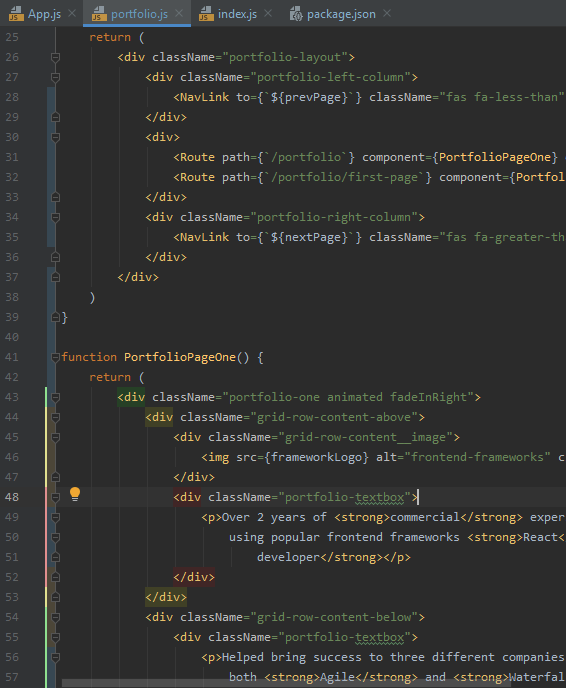 App.js × portfolio.js × index.js × package.json ×
25 return (
26 <div className="portfolio-layout">
27 <div className="portfolio-left-column">
28 <NavLink to={`${prevPage}`} className="fas fa-less-than"
29 </div>
30 <div>
31 <Route path={`/portfolio`} component={PortfolioPageOne}
32 <Route path={`/portfolio/first-page`} component={Portfol
33 </div>
34 <div className="portfolio-right-column">
35 <NavLink to={`${nextPage}`} className="fas fa-greater-th
36 </div>
37 </div>
38 )
39 }
40
41 function PortfolioPageOne() {
42 return (
43 <div className="portfolio-one animated fadeInRight">
44 <div className="grid-row-content-above">
45 <div className="grid-row-content__image">
46 <img src={frameworkLogo} alt="frontend-frameworks" c
47 </div>
48 <div className="portfolio-textbox">
49 <p>Over 2 years of <strong>commercial</strong> exper
50 using popular frontend frameworks <strong>React<
51 developer</strong></p>
52 </div>
53 </div>
54 <div className="grid-row-content-below">
55 <div className="portfolio-textbox">
56 <p>Helped bring success to three different companies
57 both <strong>Agile</strong> and <strong>Waterfal